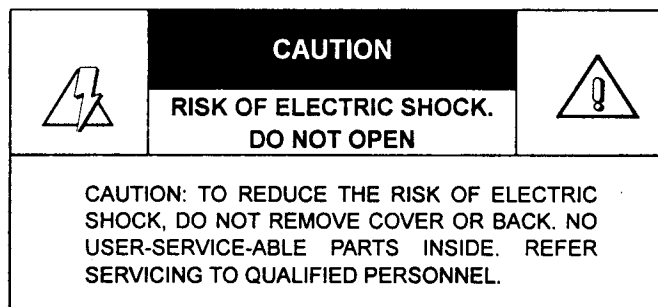 CAUTION
RISK OF ELECTRIC SHOCK.
DO NOT OPEN
CAUTION: TO REDUCE THE RISK OF ELECTRIC
SHOCK, DO NOT REMOVE COVER OR BACK. NO
USER-SERVICE-ABLE PARTS INSIDE. REFER
SERVICING TO QUALIFIED PERSONNEL.